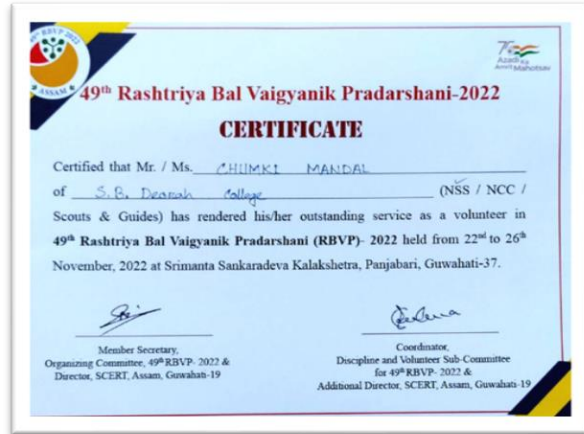 49th RBVP 2022
ASSAM
Azadi Ka
Amrit Mahotsav
49th Rashtriya Bal Vaigyanik Pradarshani-2022
CERTIFICATE
Certified that Mr. / Ms. CHUMKI MANDAL
of S.B. Deorah College (NSS / NCC /
Scouts & Guides) has rendered his/her outstanding service as a volunteer in
49th Rashtriya Bal Vaigyanik Pradarshani (RBVP)- 2022 held from 22nd to 26th
November, 2022 at Srimanta Sankaradeva Kalakshetra, Panjabari, Guwahati-37.
Member Secretary,
Organizing Committee, 49th RBVP- 2022 &
Director, SCERT, Assam, Guwahati-19
Coordinator,
Discipline and Volunteer Sub-Committee
for 49th RBVP- 2022 &
Additional Director, SCERT, Assam, Guwahati-19